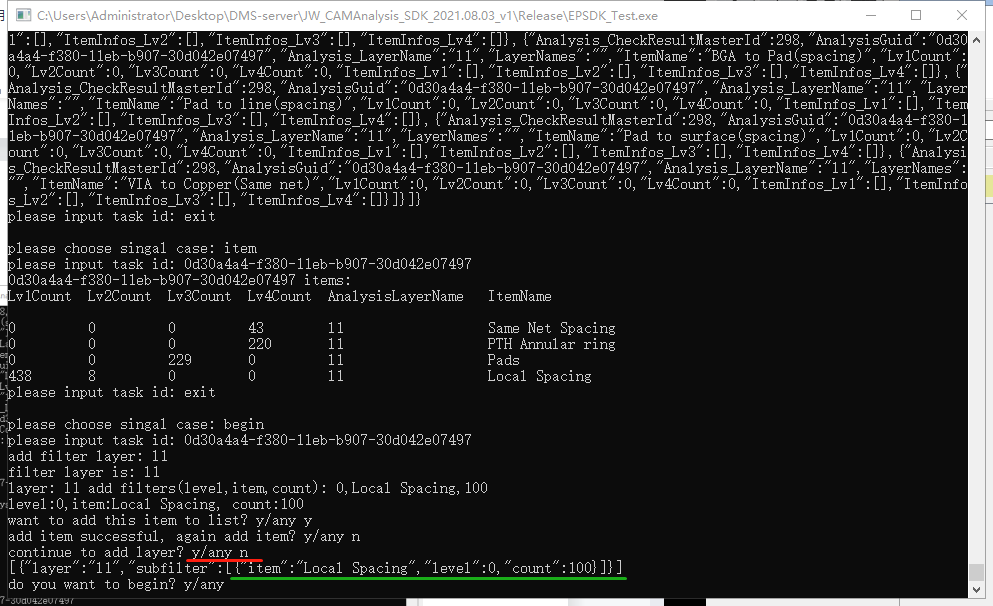 C:\Users\Administrator\Desktop\DMS-server\JW_CAMAnalysis_SDK_2021.08.03_v1\Release\EPSDK_Test.exe
1":[],"ItemInfos_Lv2":[],"ItemInfos_Lv3":[],"ItemInfos_Lv4":[]},{"Analysis_CheckResultMasterId":298,"AnalysisGuid":"0d30
a4a4-f380-11eb-b907-30d042e07497","Analysis_LayerName":"11","LayerNames":"","ItemName":"BGA to Pad(spacing)","Lv1Count":
0,"Lv2Count":0,"Lv3Count":0,"Lv4Count":0,"ItemInfos_Lv1":[],"ItemInfos_Lv2":[],"ItemInfos_Lv3":[],"ItemInfos_Lv4":[]},{"
Analysis_CheckResultMasterId":298,"AnalysisGuid":"0d30a4a4-f380-11eb-b907-30d042e07497","Analysis_LayerName":"11","Layer
Names":"","ItemName":"Pad to line(spacing)","Lv1Count":0,"Lv2Count":0,"Lv3Count":0,"Lv4Count":0,"ItemInfos_Lv1":[],"Item
Infos_Lv2":[],"ItemInfos_Lv3":[],"ItemInfos_Lv4":[]},{"Analysis_CheckResultMasterId":298,"AnalysisGuid":"0d30a4a4-f380-1
1eb-b907-30d042e07497","Analysis_LayerName":"11","LayerNames":"","ItemName":"Pad to surface(spacing)","Lv1Count":0,"Lv2C
ount":0,"Lv3Count":0,"Lv4Count":0,"ItemInfos_Lv1":[],"ItemInfos_Lv2":[],"ItemInfos_Lv3":[],"ItemInfos_Lv4":[]},{"Analysi
s_CheckResultMasterId":298,"AnalysisGuid":"0d30a4a4-f380-11eb-b907-30d042e07497","Analysis_LayerName":"11","LayerNames":
"","ItemName":"VIA to Copper(Same net)","Lv1Count":0,"Lv2Count":0,"Lv3Count":0,"Lv4Count":0,"ItemInfos_Lv1":[],"ItemInfo
s_Lv2":[],"ItemInfos_Lv3":[],"ItemInfos_Lv4":[]}]}]}
please input task id: exit
please choose singal case: item
please input task id: 0d30a4a4-f380-11eb-b907-30d042e07497
0d30a4a4-f380-11eb-b907-30d042e07497 items:
Lv1Count Lv2Count Lv3Count Lv4Count AnalysisLayerName ItemName
0 0 0 43 11 Same Net Spacing
0 0 0 220 11 PTH Annular ring
0 0 229 0 11 Pads
438 8 0 0 11 Local Spacing
please input task id: exit
please choose singal case: begin
please input task id: 0d30a4a4-f380-11eb-b907-30d042e07497
add filter layer: 11
filter layer is: 11
layer: 11 add filters(level,item,count): 0,Local Spacing,100
level:0,item:Local Spacing, count:100
want to add this item to list? y/any y
add item successful, again add item? y/any n
continue to add layer? y/any n
[{"layer":"11","subfilter":[{"item":"Local Spacing","level":0,"count":100}]}]
do you want to begin? y/any